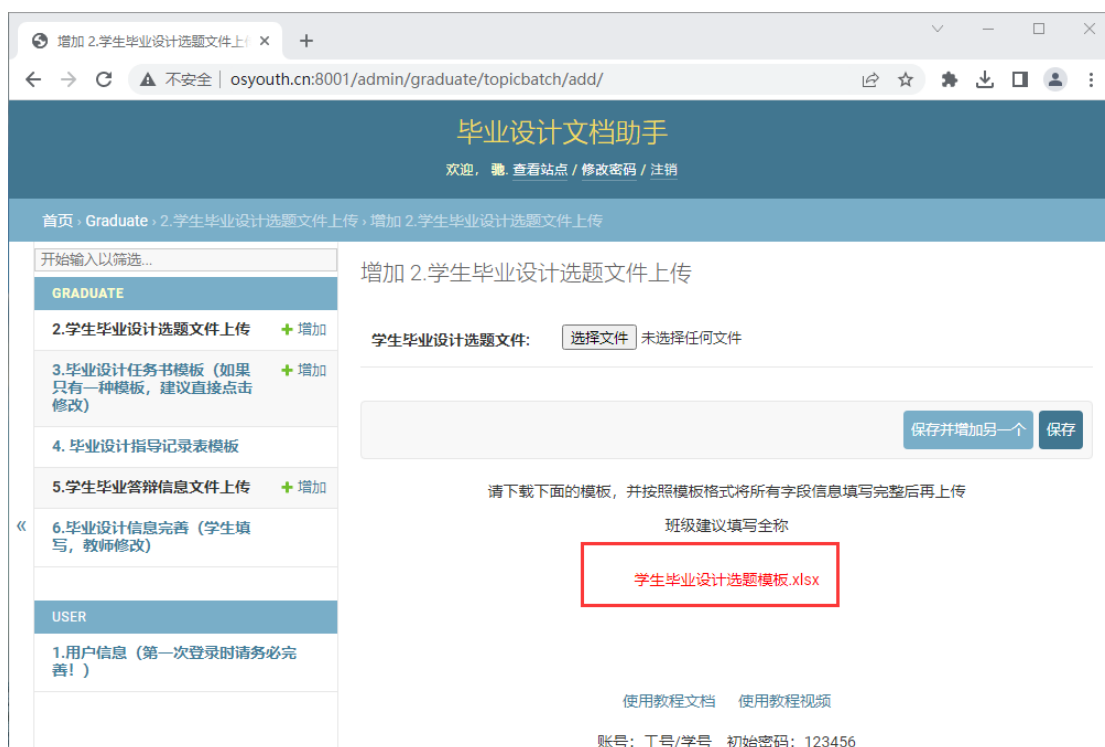 增加 2.学生毕业设计选题文件上
不安全
osyouth.cn:8001/admin/graduate/topicbatch/add/
毕业设计文档助手
欢迎， 驰. 查看站点 / 修改密码 / 注销
首页 › Graduate › 2.学生毕业设计选题文件上传 › 增加 2.学生毕业设计选题文件上传
开始输入以筛选...
GRADUATE
2.学生毕业设计选题文件上传 增加
3.毕业设计任务书模板（如果
只有一种模板，建议直接点击
修改）
增加
4. 毕业设计指导记录表模板
5.学生毕业答辩信息文件上传 增加
6.毕业设计信息完善（学生填
写，教师修改）
USER
1.用户信息（第一次登录时请务必完
善！）
«
增加 2.学生毕业设计选题文件上传
学生毕业设计选题文件: 选择文件 未选择任何文件
保存并增加另一个 保存
请下载下面的模板，并按照模板格式将所有字段信息填写完整后再上传
班级建议填写全称
学生毕业设计选题模板.xlsx
使用教程文档 使用教程视频
账号：工号/学号 初始密码：123456